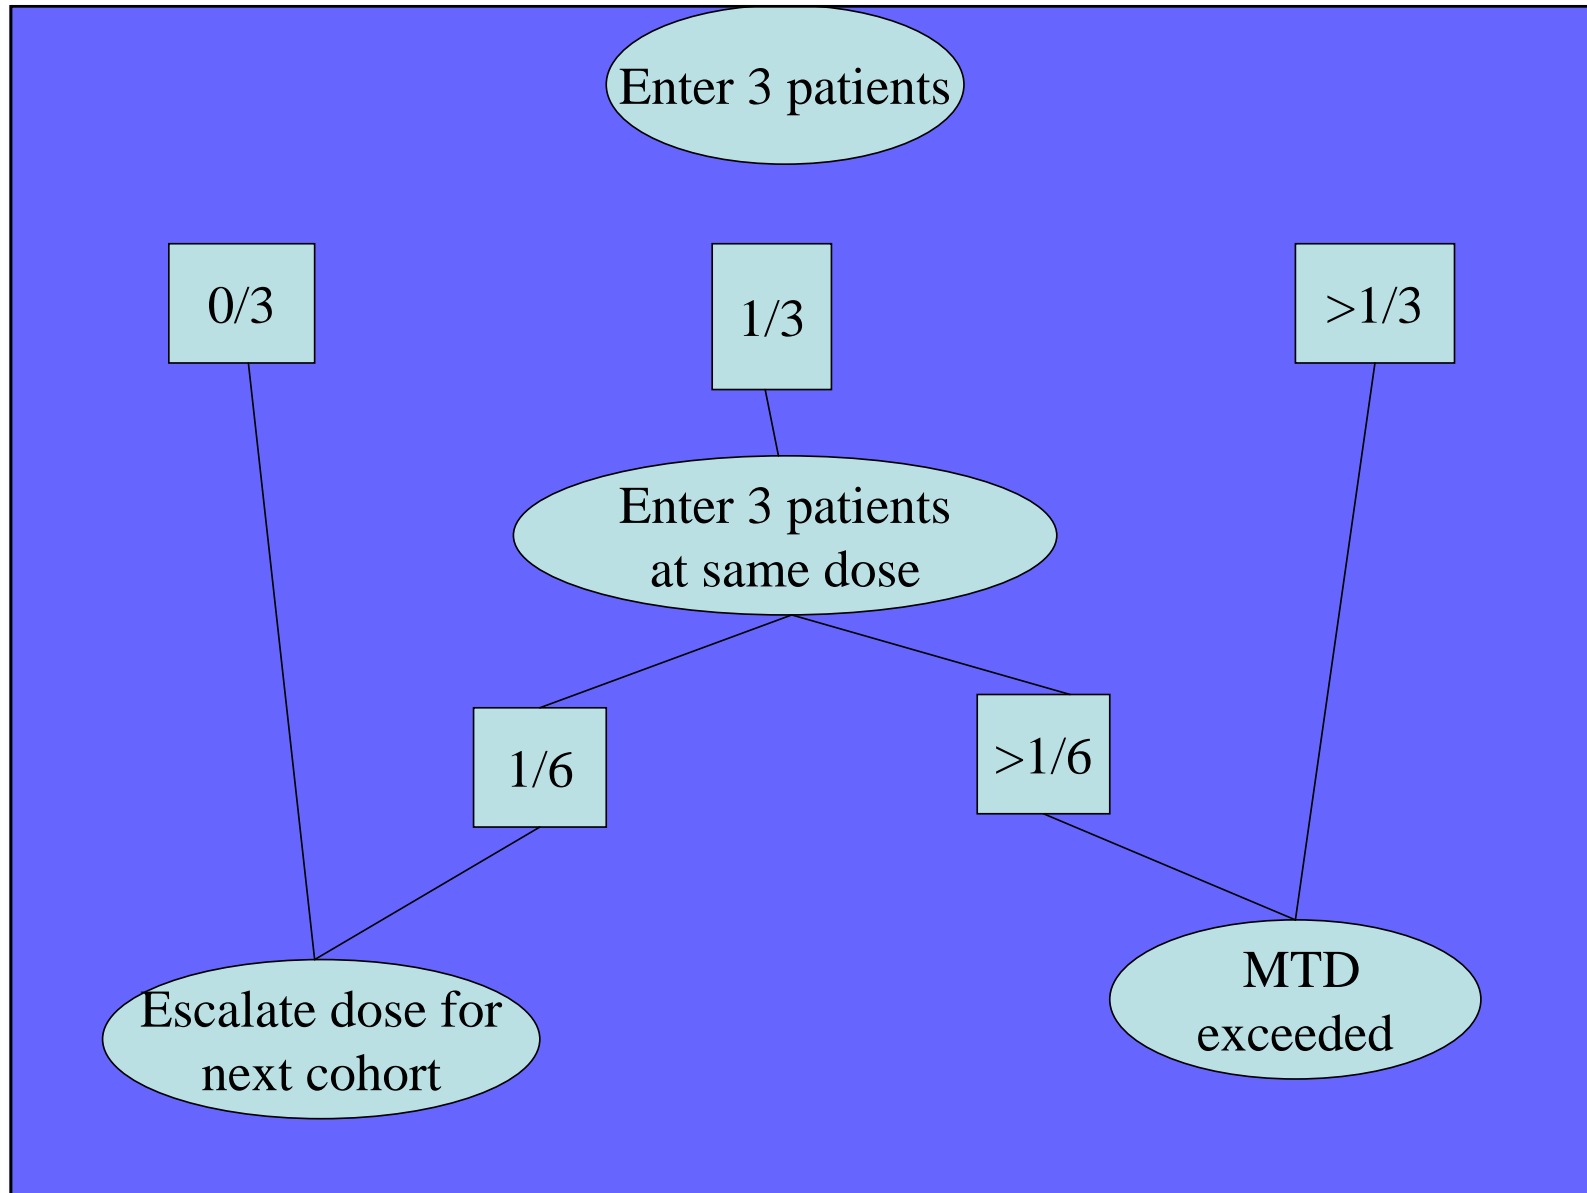 Enter 3 patients
0/3
1/3
>1/3
Enter 3 patients
at same dose
1/6
>1/6
Escalate dose for
next cohort
MTD
exceeded